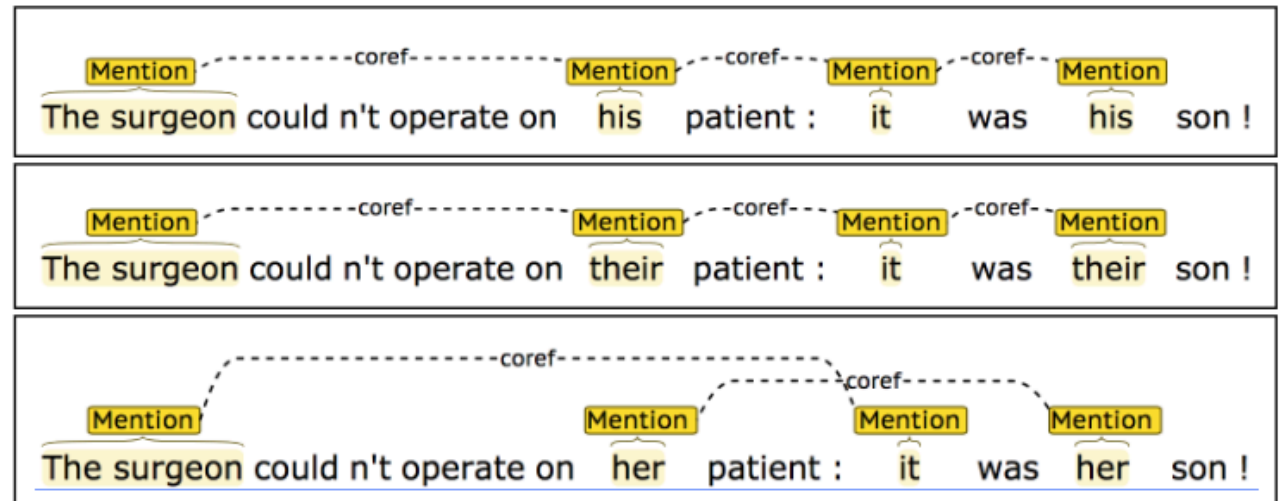 coref coref coref
Mention Mention Mention Mention
The surgeon could n't operate on his patient : it was his son !
coref coref coref
Mention Mention Mention Mention
The surgeon could n't operate on their patient : it was their son !
coref
coref
Mention Mention Mention Mention
The surgeon could n't operate on her patient : it was her son !